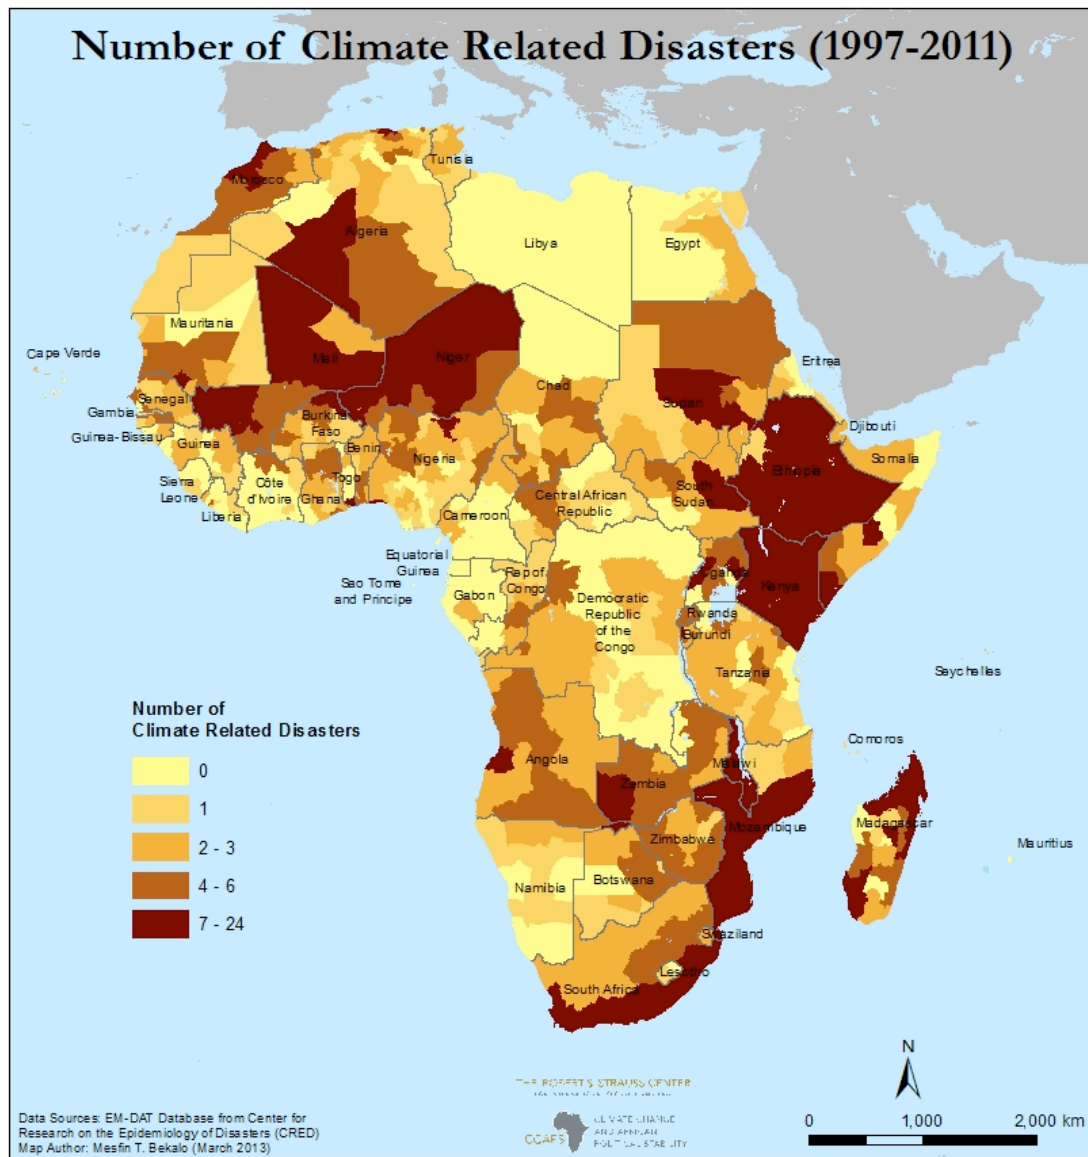 Number of Climate Related Disasters (1997-2011)
Tunisia
Morocco
Algeria
Libya
Egypt
Mauritania
Cape Verde
Mali
Niger
Eritrea
Chad
Senegal
Sudan
Gambia
Burkina
Faso
Djibouti
Guinea-Bissau
Guinea
Benin
Nigeria
Somalia
Ethiopia
Sierra
Leone
Côte
d'Ivoire
Togo
Ghana
South
Sudan
Central African
Republic
Liberia
Cameroon
Equatorial
Guinea
Uganda
Kenya
Rep of
Congo
Sao Tome
and Principe
Gabon
Democratic
Republic
of the
Congo
Rwanda
Burundi
Tanzania
Seychelles
Number of
Climate Related Disasters
0
1
2 - 3
4 - 6
7 - 24
Comoros
Angola
Malawi
Zambia
Mozambique
Madagascar
Zimbabwe
Mauritius
Namibia
Botswana
Swaziland
Lesotho
South Africa
N
THE ROBERT S. STRAUSS CENTER
CCAPS
CLIMATE CHANGE
AND AFRICAN
POLITICAL STABILITY
0 1,000 2,000 km
Data Sources: EM-DAT Database from Center for
Research on the Epidemiology of Disasters (CRED)
Map Author: Mesfin T. Bekalo (March 2013)